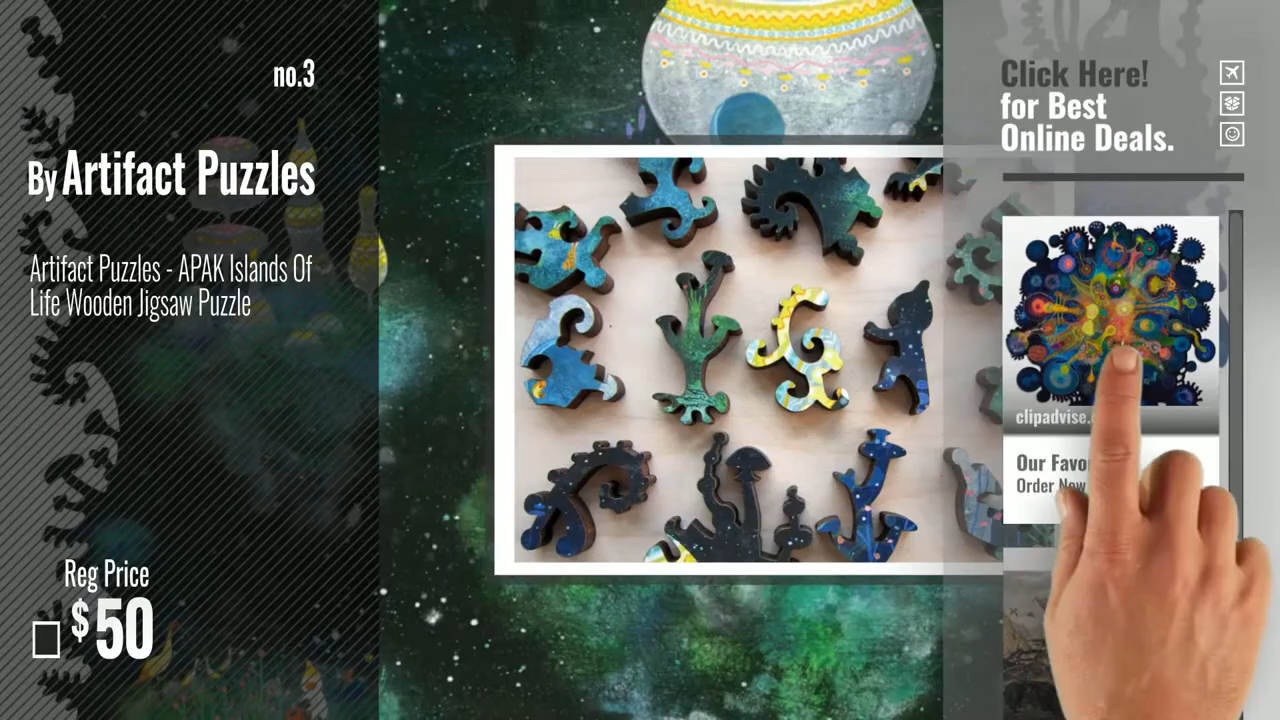 no.3
By Artifact Puzzles
Artifact Puzzles - APAK Islands Of
Life Wooden Jigsaw Puzzle
Reg Price
$50
Click Here!
for Best
Online Deals.
clipadvise.
Our Favo
Order Now